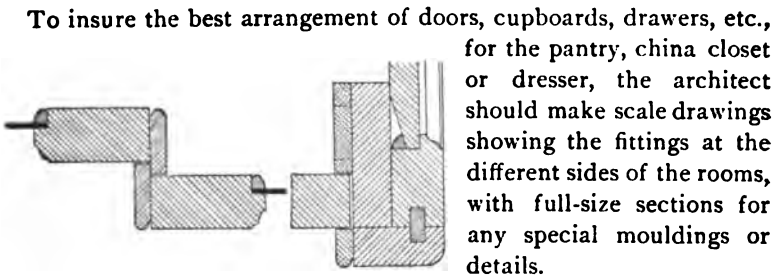 To insure the best arrangement of doors, cupboards, drawers, etc.,
for the pantry, china closet
or dresser, the architect
should make scale drawings
showing the fittings at the
different sides of the rooms,
with full-size sections for
any special mouldings or
details.